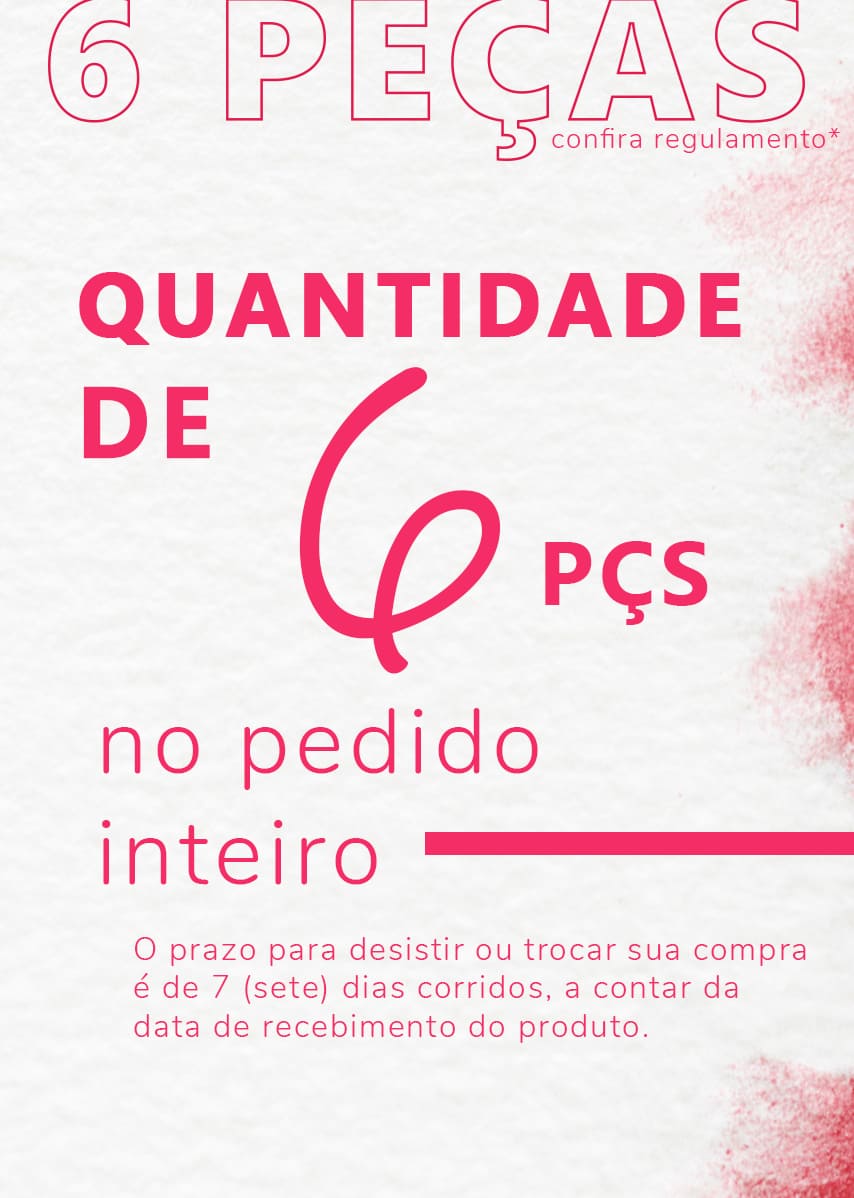 6 PEÇAS
confira regulamento*
QUANTIDADE
DE
6 PÇS
no pedido
inteiro
O prazo para desistir ou trocar sua compra
é de 7 (sete) dias corridos, a contar da
data de recebimento do produto.